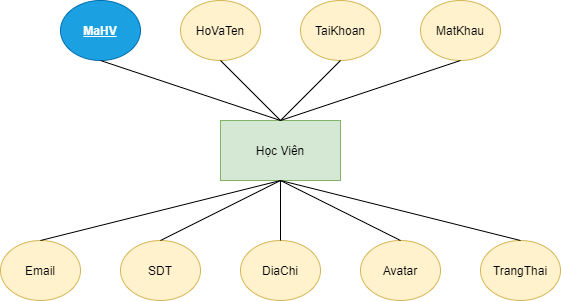 MaHV
HoVaTen
TaiKhoan
MatKhau
Học Viên
Email
SDT
DiaChi
Avatar
TrangThai